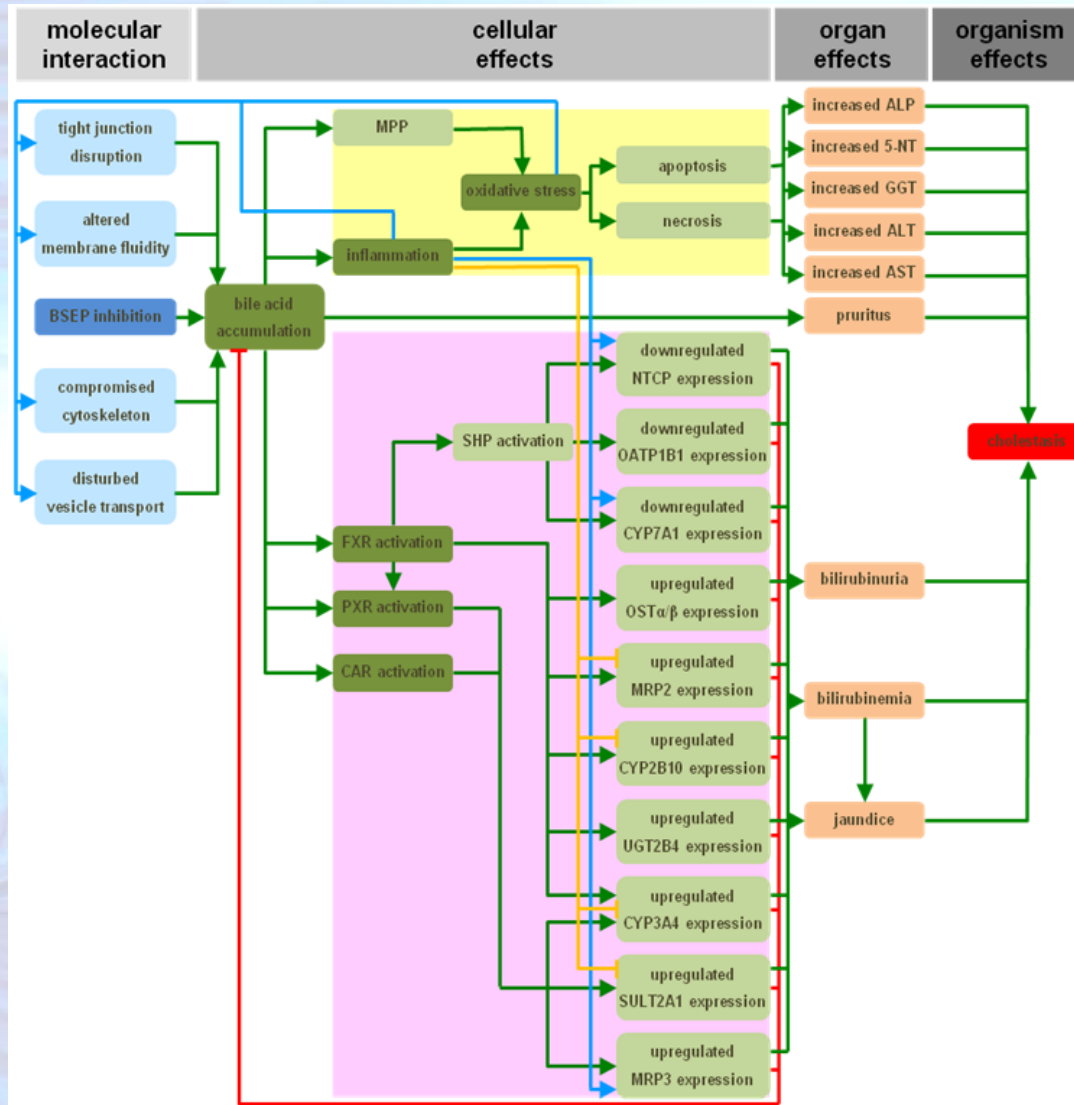 molecular
interaction
cellular
effects
organ
effects
organism
effects
tight junction
disruption
altered
membrane fluidity
BSEP inhibition
compromised
cytoskeleton
disturbed
vesicle transport
bile acid
accumulation
MPP
oxidative stress
inflammation
apoptosis
necrosis
SHP activation
FXR activation
PXR activation
CAR activation
downregulated
NTCP expression
downregulated
OATP1B1 expression
downregulated
CYP7A1 expression
upregulated
OSTα/β expression
upregulated
MRP2 expression
upregulated
CYP2B10 expression
upregulated
UGT2B4 expression
upregulated
CYP3A4 expression
upregulated
SULT2A1 expression
upregulated
MRP3 expression
increased ALP
increased 5-NT
increased GGT
increased ALT
increased AST
pruritus
bilirubinuria
bilirubinemia
jaundice
cholestasis